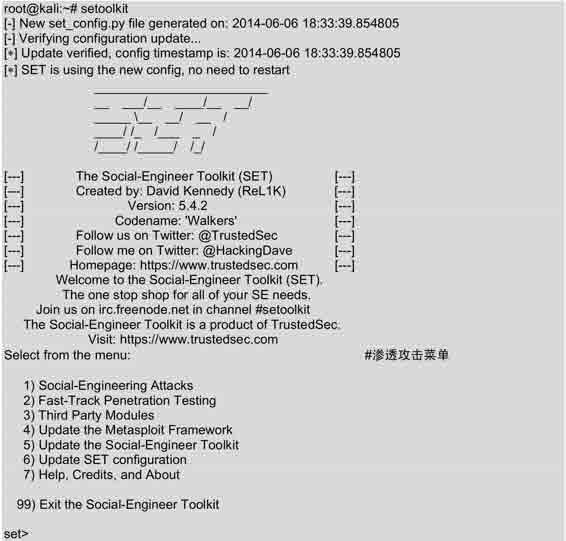 root@kali:~# setoolkit
[-] New set_config.py file generated on: 2014-06-06 18:33:39.854805
[-] Verifying configuration update...
[*] Update verified, config timestamp is: 2014-06-06 18:33:39.854805
[*] SET is using the new config, no need to restart
[---] The Social-Engineer Toolkit (SET) [---]
[---] Created by: David Kennedy (ReL1K) [---]
[---] Version: 5.4.2 [---]
[---] Codename: 'Walkers' [---]
[---] Follow us on Twitter: @TrustedSec [---]
[---] Follow me on Twitter: @HackingDave [---]
[---] Homepage: https://www.trustedsec.com [---]
Welcome to the Social-Engineer Toolkit (SET).
The one stop shop for all of your SE needs.
Join us on irc.freenode.net in channel #setoolkit
The Social-Engineer Toolkit is a product of TrustedSec.
Visit: https://www.trustedsec.com
Select from the menu: #渗透攻击菜单
1) Social-Engineering Attacks
2) Fast-Track Penetration Testing
3) Third Party Modules
4) Update the Metasploit Framework
5) Update the Social-Engineer Toolkit
6) Update SET configuration
7) Help, Credits, and About
99) Exit the Social-Engineer Toolkit
set>